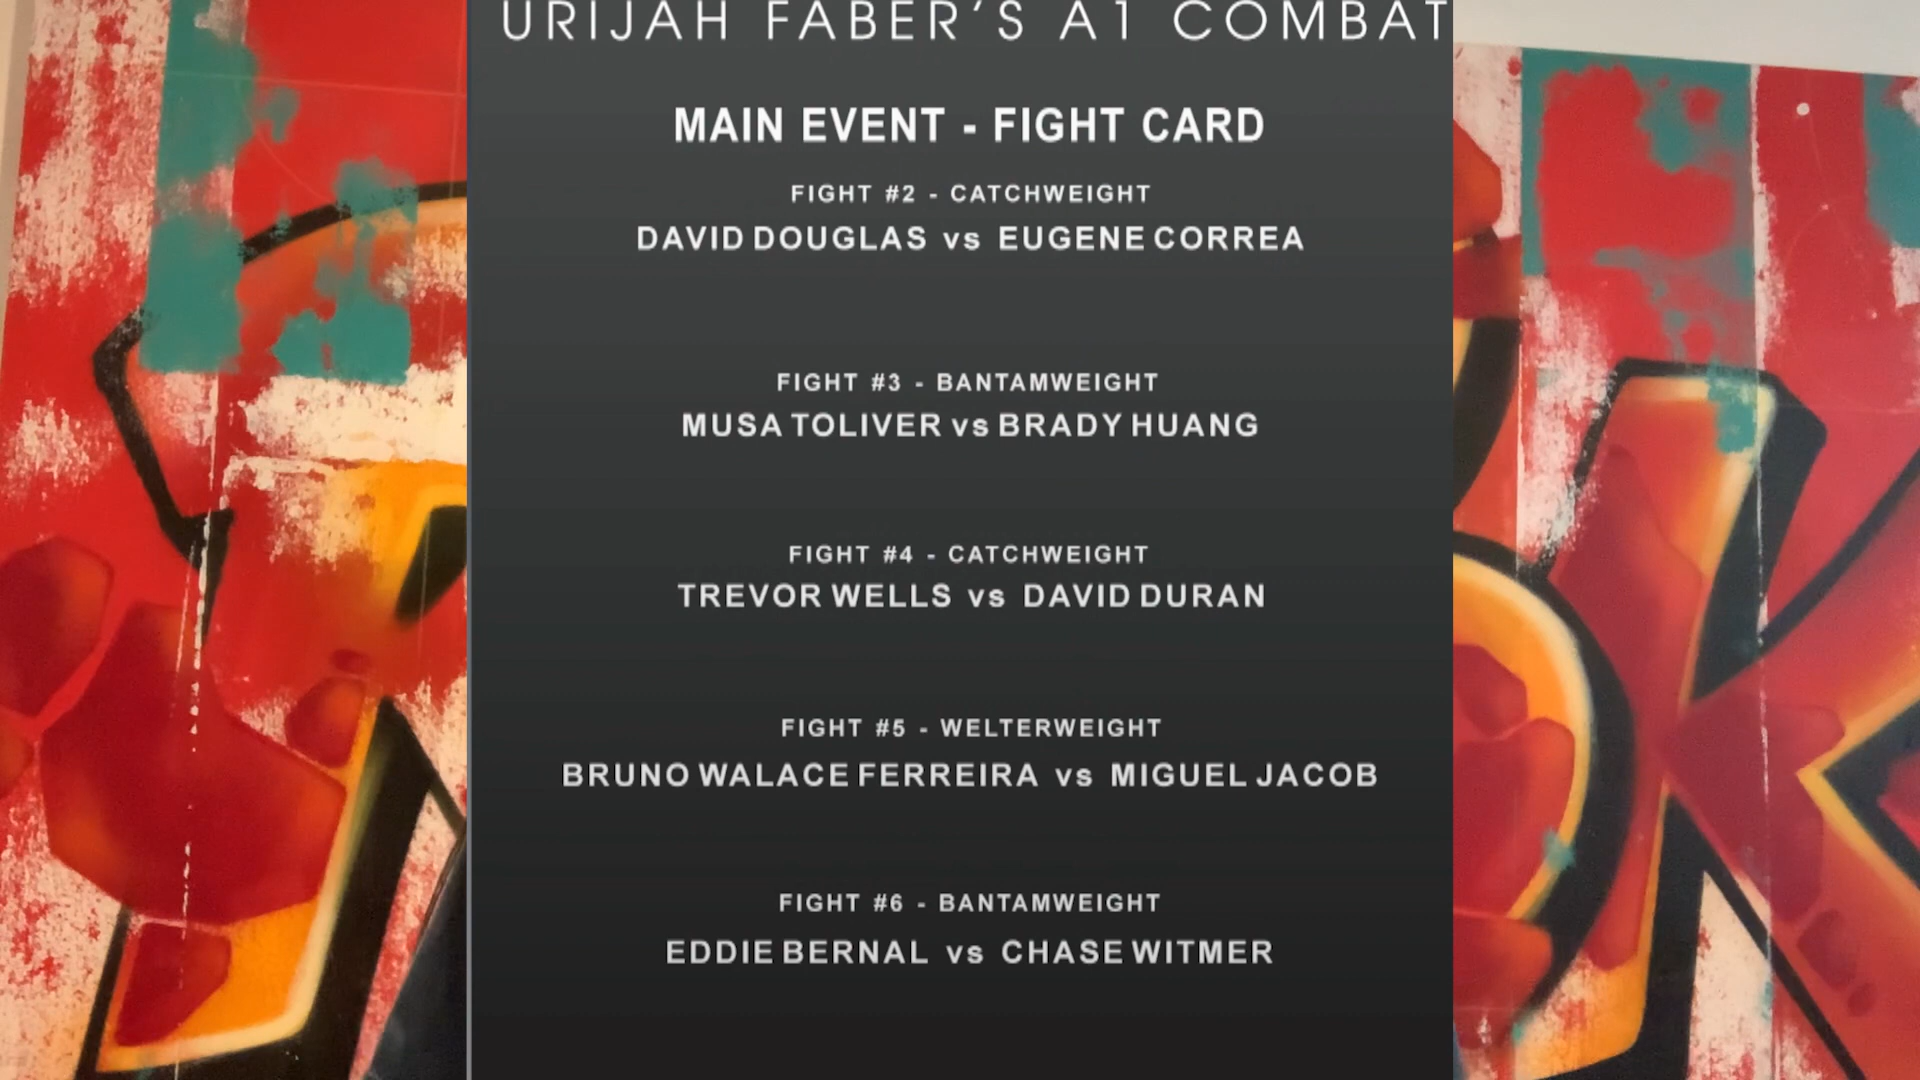 URIJAH FABER'S A1 COMBAT
MAIN EVENT - FIGHT CARD
FIGHT #2 - CATCHWEIGHT
DAVID DOUGLAS vs EUGENE CORREA
FIGHT #3 - BANTAMWEIGHT
MUSA TOLIVER vs BRADY HUANG
FIGHT #4 - CATCHWEIGHT
TREVOR WELLS vs DAVID DURAN
FIGHT #5 - WELTERWEIGHT
BRUNO WALACE FERREIRA vs MIGUEL JACOB
FIGHT #6 - BANTAMWEIGHT
EDDIE BERNAL vs CHASE WITMER